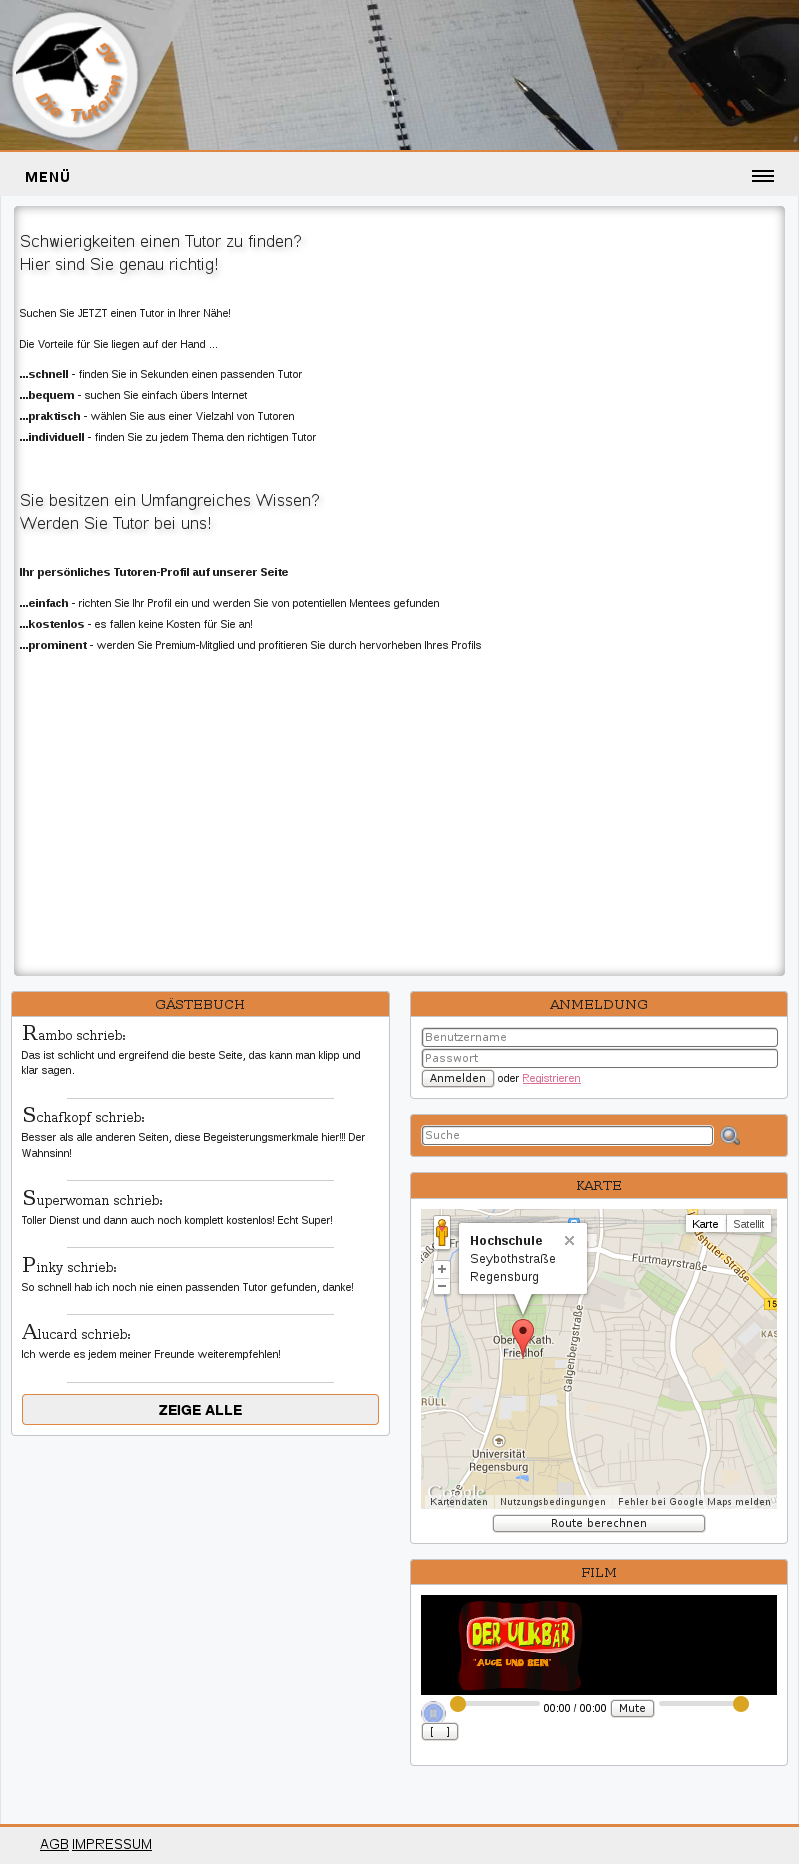 Die Tutoren AG
MENÜ
Schwierigkeiten einen Tutor zu finden?
Hier sind Sie genau richtig!
Suchen Sie JETZT einen Tutor in Ihrer Nähe!
Die Vorteile für Sie liegen auf der Hand ...
...schnell - finden Sie in Sekunden einen passenden Tutor
...bequem - suchen Sie einfach übers Internet
...praktisch - wählen Sie aus einer Vielzahl von Tutoren
...individuell - finden Sie zu jedem Thema den richtigen Tutor
Sie besitzen ein Umfangreiches Wissen?
Werden Sie Tutor bei uns!
Ihr persönliches Tutoren-Profil auf unserer Seite
...einfach - richten Sie Ihr Profil ein und werden Sie von potentiellen Mentees gefunden
...kostenlos - es fallen keine Kosten für Sie an!
...prominent - werden Sie Premium-Mitglied und profitieren Sie durch hervorheben Ihres Profils
GÄSTEBUCH
Rambo schrieb:
Das ist schlicht und ergreifend die beste Seite, das kann man klipp und
klar sagen.
Schafkopf schrieb:
Besser als alle anderen Seiten, diese Begeisterungsmerkmale hier!!! Der
Wahnsinn!
Superwoman schrieb:
Toller Dienst und dann auch noch komplett kostenlos! Echt Super!
Pinky schrieb:
So schnell hab ich noch nie einen passenden Tutor gefunden, danke!
Alucard schrieb:
Ich werde es jedem meiner Freunde weiterempfehlen!
ZEIGE ALLE
ANMELDUNG
Benutzername
Passwort
Anmelden oder Registrieren
Suche
KARTE
Karte Satellit
Hochschule
Seybothstraße
Regensburg
Furtmayrstraße
15
KAS
Galgenbergstraße
RÜLL
Universität
Regensburg
Google
Kartendaten Nutzungsbedingungen Fehler bei Google Maps melden
Route berechnen
FILM
DER ULKBÄR
"AUGE UND BEIN"
00:00 / 00:00 Mute
[ ]
AGB IMPRESSUM